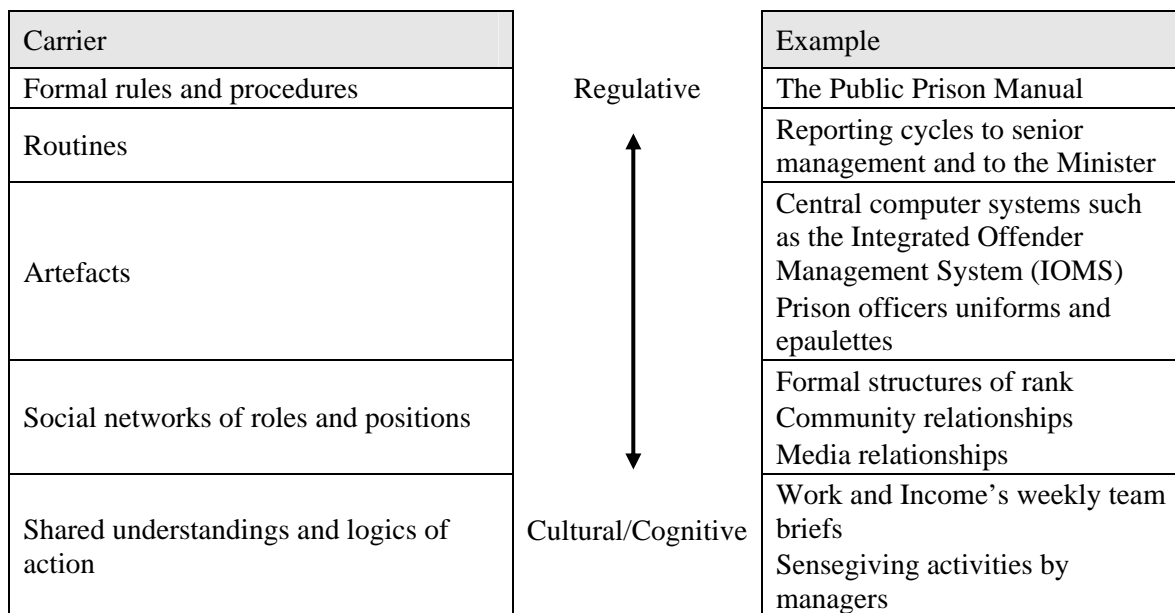 Carrier
Example
Formal rules and procedures
Regulative
The Public Prison Manual
Routines
Reporting cycles to senior
management and to the Minister
Artefacts
Central computer systems such
as the Integrated Offender
Management System (IOMS)
Prison officers uniforms and
epaulettes
Social networks of roles and positions
Formal structures of rank
Community relationships
Media relationships
Shared understandings and logics of
action
Cultural/Cognitive
Work and Income’s weekly team
briefs
Sensegiving activities by
managers